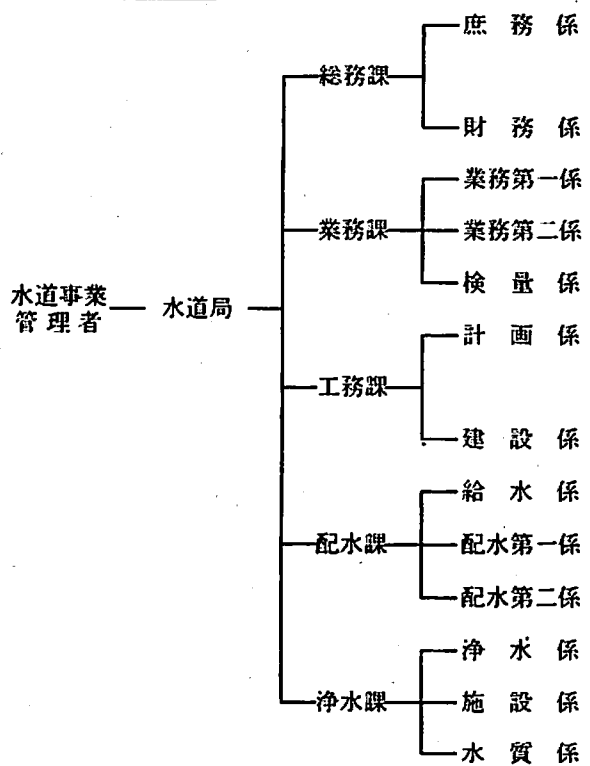 水道事業
管理者
水道局
総務課
庶務係
財務係
業務課
業務第一係
業務第二係
検量係
工務課
計画係
建設係
配水課
給水係
配水第一係
配水第二係
浄水課
浄水係
施設係
水質係